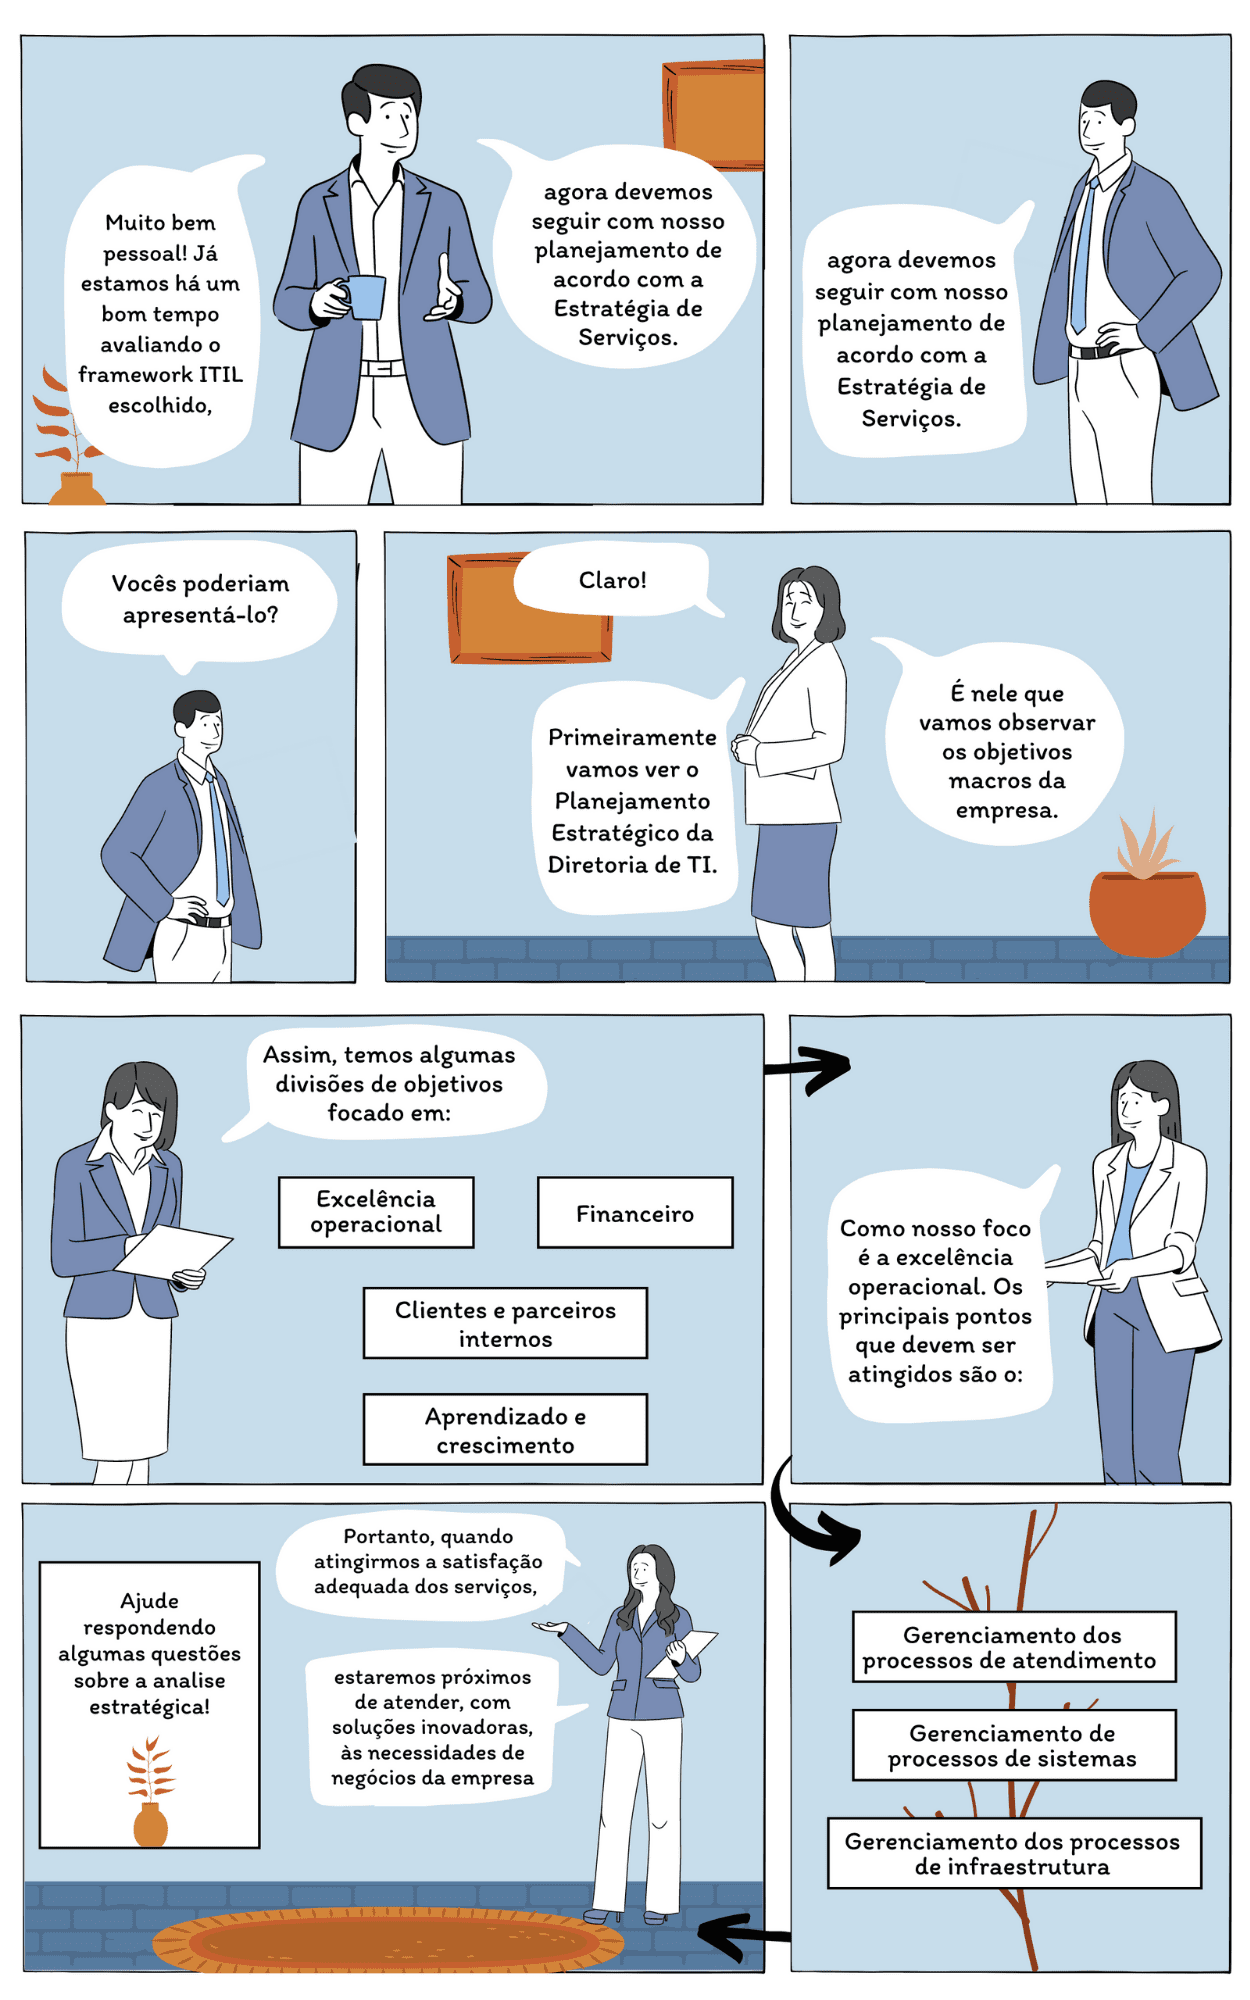 Muito bem
pessoal! Já
estamos há um
bom tempo
avaliando o
framework ITIL
escolhido,
agora devemos
seguir com nosso
planejamento de
acordo com a
Estratégia de
Serviços.
agora devemos
seguir com nosso
planejamento de
acordo com a
Estratégia de
Serviços.
Vocês poderiam
apresentá-lo?
Claro!
Primeiramente
vamos ver o
Planejamento
Estratégico da
Diretoria de TI.
É nele que
vamos observar
os objetivos
macros da
empresa.
Assim, temos algumas
divisões de objetivos
focado em:
Excelência
operacional
Financeiro
Clientes e parceiros
internos
Aprendizado e
crescimento
Como nosso foco
é a excelência
operacional. Os
principais pontos
que devem ser
atingidos são o:
Gerenciamento dos
processos de atendimento
Gerenciamento de
processos de sistemas
Gerenciamento dos processos
de infraestrutura
Portanto, quando
atingirmos a satisfação
adequada dos serviços,
estaremos próximos
de atender, com
soluções inovadoras,
às necessidades de
negócios da empresa
Ajude
respondendo
algumas questões
sobre a analise
estratégica!